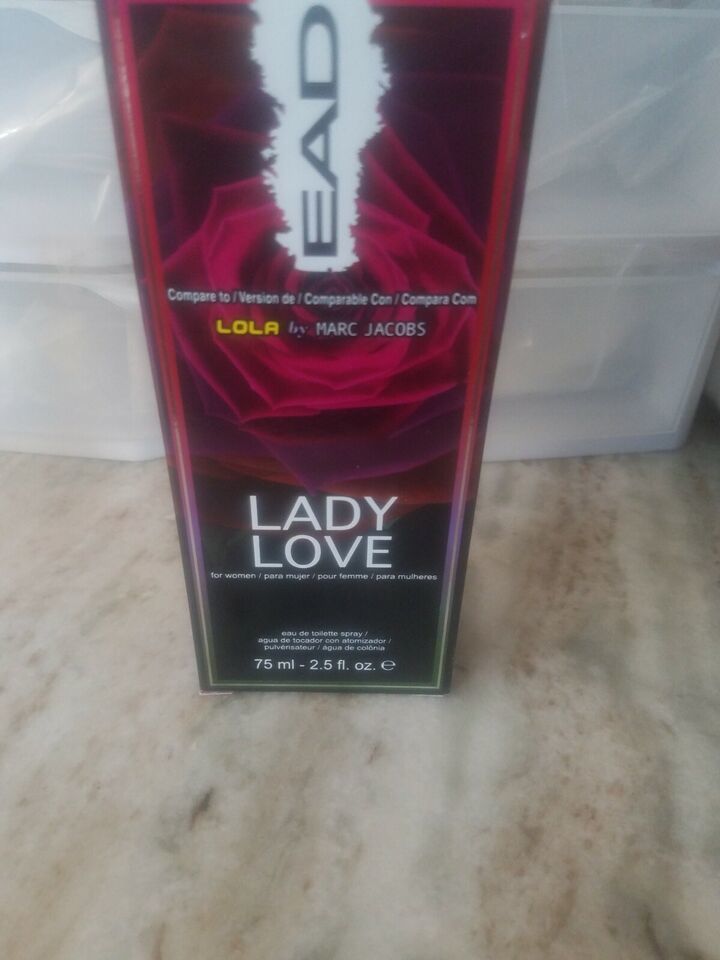 EAD
Compare to / Version de / Comparable Con / Compara Com
LOLA by MARC JACOBS
LADY
LOVE
for women / para mujer / pour femme / para mulheres
eau de toilette spray /
agua de tocador con atomizador /
pulvérisateur / água de colônia
75 ml - 2.5 fl. oz. ℮